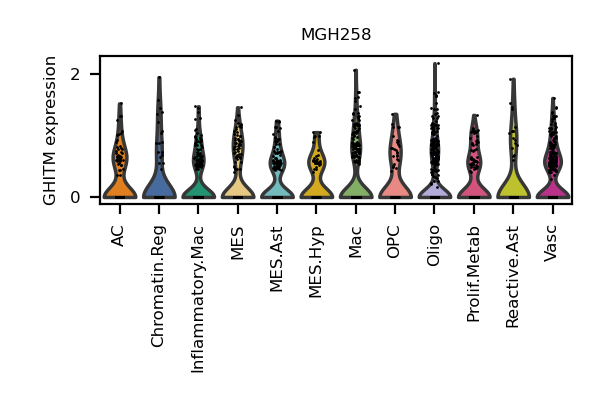 MGH258
GHITM expression
2
0
AC
Chromatin.Reg
Inflammatory.Mac
MES
MES.Ast
MES.Hyp
Mac
OPC
Oligo
Prolif.Metab
Reactive.Ast
Vasc